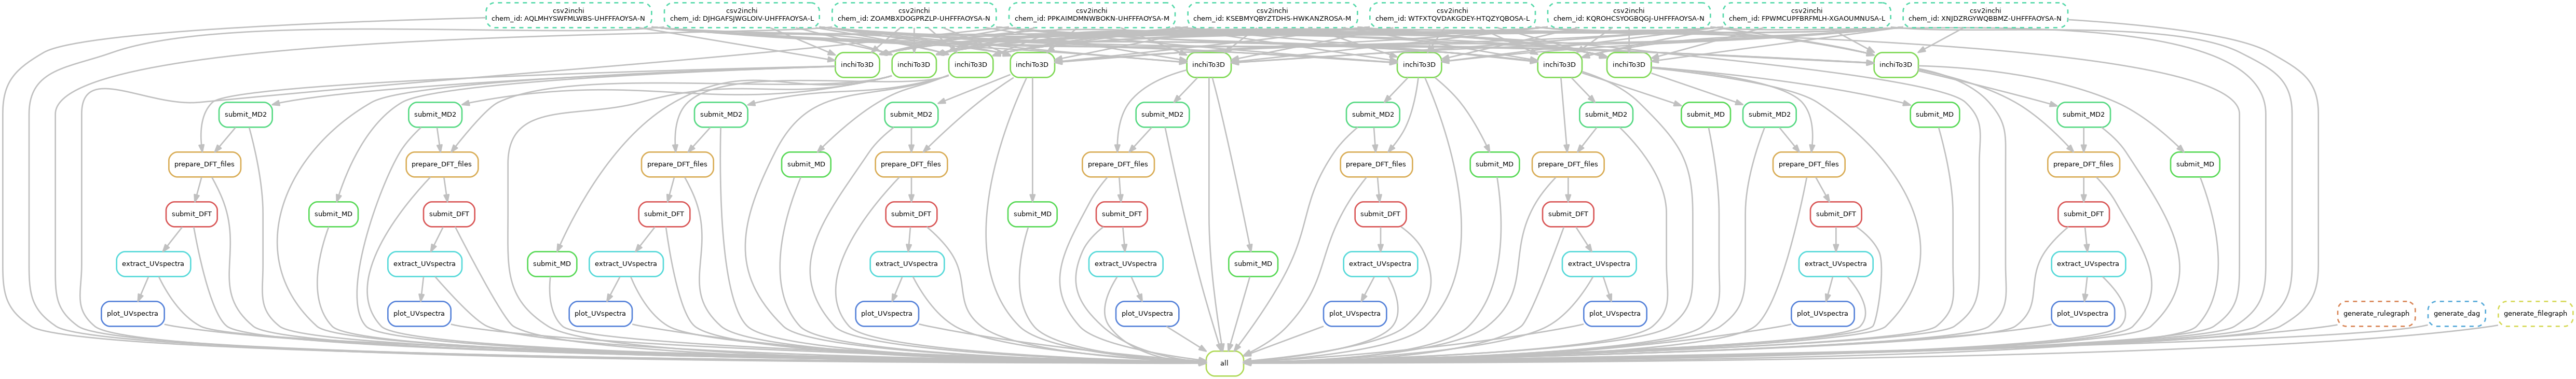 csv2inchi
chem_id: AQLMHYSWFMLWBS-UHFFFAOYSA-N
csv2inchi
chem_id: DJHGAFSJWGLOIV-UHFFFAOYSA-L
csv2inchi
chem_id: ZOAMBXDOGPRZLP-UHFFFAOYSA-N
csv2inchi
chem_id: PPKAIMDMNWBOKN-UHFFFAOYSA-M
csv2inchi
chem_id: KSEBMYQBYZTDHS-HWKANZROSA-M
csv2inchi
chem_id: WTFXTQVDAKGDEY-HTQZYQBOSA-L
csv2inchi
chem_id: KQROHCSYOGBQGJ-UHFFFAOYSA-N
csv2inchi
chem_id: FPWMCUPFBRFMLH-XGAOUMNUSA-L
csv2inchi
chem_id: XNJDZRGYWQBBMZ-UHFFFAOYSA-N
inchiTo3D
inchiTo3D
inchiTo3D
inchiTo3D
inchiTo3D
inchiTo3D
inchiTo3D
inchiTo3D
inchiTo3D
submit_MD2
submit_MD2
submit_MD2
submit_MD2
submit_MD2
submit_MD2
submit_MD2
submit_MD
submit_MD2
submit_MD
submit_MD2
prepare_DFT_files
prepare_DFT_files
prepare_DFT_files
submit_MD
prepare_DFT_files
prepare_DFT_files
prepare_DFT_files
submit_MD
prepare_DFT_files
prepare_DFT_files
prepare_DFT_files
submit_MD
submit_DFT
submit_MD
submit_DFT
submit_DFT
submit_DFT
submit_MD
submit_DFT
submit_DFT
submit_DFT
submit_DFT
submit_DFT
extract_UVspectra
extract_UVspectra
submit_MD
extract_UVspectra
extract_UVspectra
extract_UVspectra
submit_MD
extract_UVspectra
extract_UVspectra
extract_UVspectra
extract_UVspectra
plot_UVspectra
plot_UVspectra
plot_UVspectra
plot_UVspectra
plot_UVspectra
plot_UVspectra
plot_UVspectra
plot_UVspectra
plot_UVspectra
generate_rulegraph
generate_dag
generate_filegraph
all